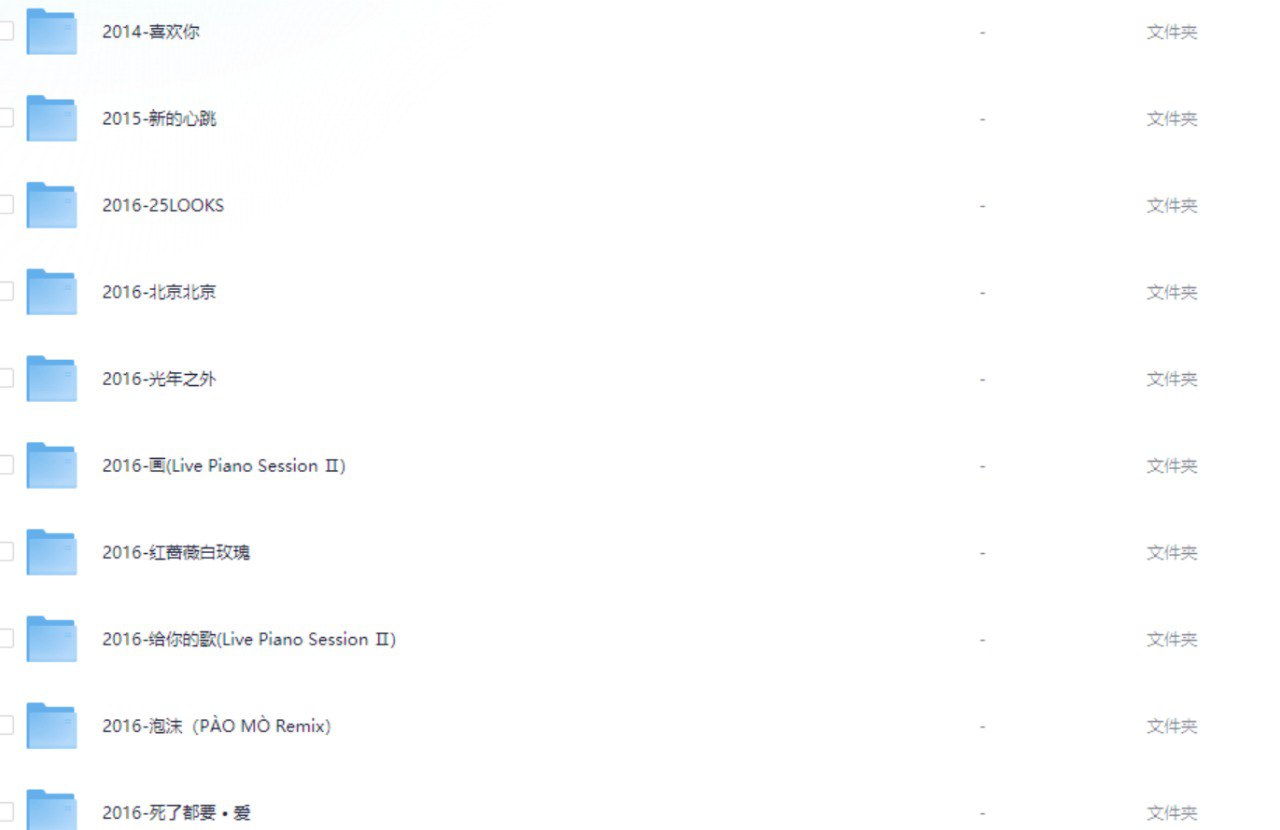 2014-喜欢你 - 文件夹
2015-新的心跳 - 文件夹
2016-25LOOKS - 文件夹
2016-北京北京 - 文件夹
2016-光年之外 - 文件夹
2016-画(Live Piano Session Ⅱ) - 文件夹
2016-红蔷薇白玫瑰 - 文件夹
2016-给你的歌(Live Piano Session Ⅱ) - 文件夹
2016-泡沫（PÀO MÒ Remix） - 文件夹
2016-死了都要•爱 - 文件夹